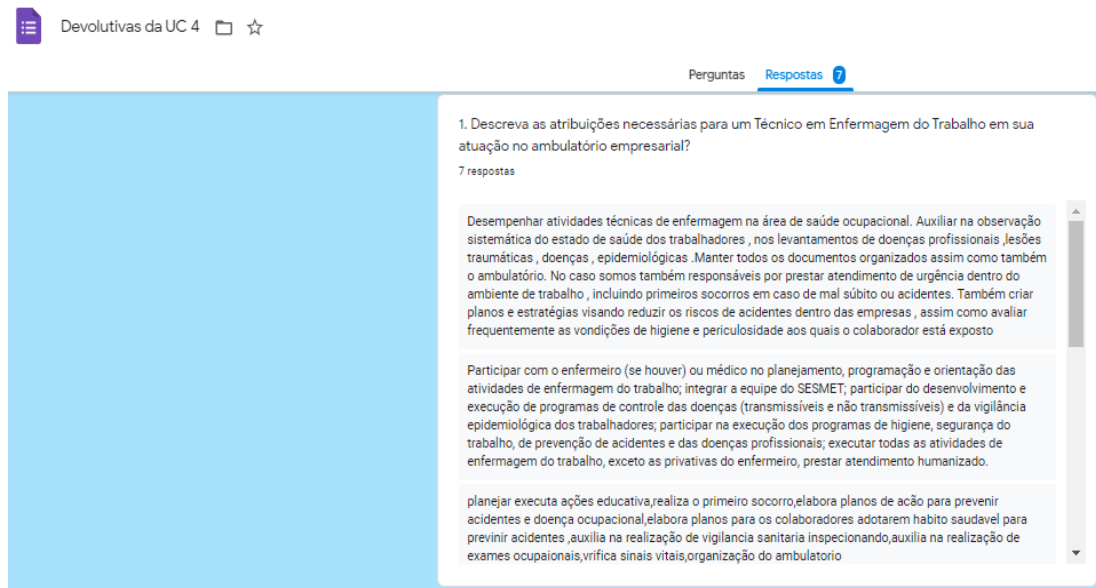 Devolutivas da UC 4
Perguntas Respostas 7
1. Descreva as atribuições necessárias para um Técnico em Enfermagem do Trabalho em sua
atuação no ambulatório empresarial?
7 respostas
Desempenhar atividades técnicas de enfermagem na área de saúde ocupacional. Auxiliar na observação
sistemática do estado de saúde dos trabalhadores , nos levantamentos de doenças profissionais ,lesões
traumáticas , doenças , epidemiológicas .Manter todos os documentos organizados assim como também
o ambulatório. No caso somos também responsáveis por prestar atendimento de urgência dentro do
ambiente de trabalho , incluindo primeiros socorros em caso de mal súbito ou acidentes. Também criar
planos e estratégias visando reduzir os riscos de acidentes dentro das empresas , assim como avaliar
frequentemente as vondições de higiene e periculosidade aos quais o colaborador está exposto
Participar com o enfermeiro (se houver) ou médico no planejamento, programação e orientação das
atividades de enfermagem do trabalho; integrar a equipe do SESMET; participar do desenvolvimento e
execução de programas de controle das doenças (transmissíveis e não transmissíveis) e da vigilância
epidemiológica dos trabalhadores; participar na execução dos programas de higiene, segurança do
trabalho, de prevenção de acidentes e das doenças profissionais; executar todas as atividades de
enfermagem do trabalho, exceto as privativas do enfermeiro, prestar atendimento humanizado.
planejar executa ações educativa,realiza o primeiro socorro,elabora planos de acão para prevenir
acidentes e doença ocupacional,elabora planos para os colaboradores adotarem habito saudavel para
previnir acidentes ,auxilia na realização de vigilancia sanitaria inspecionando,auxilia na realização de
exames ocupaionais,vrifica sinais vitais,organização do ambulatorio